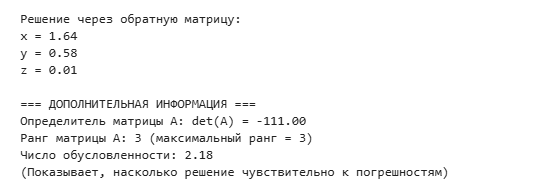 Решение через обратную матрицу:
x = 1.64
y = 0.58
z = 0.01
=== ДОПОЛНИТЕЛЬНАЯ ИНФОРМАЦИЯ ===
Определитель матрицы A: det(A) = -111.00
Ранг матрицы A: 3 (максимальный ранг = 3)
Число обусловленности: 2.18
(Показывает, насколько решение чувствительно к погрешностям)